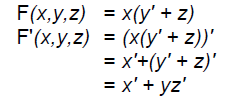 F(x,y,z) = x(y' + z)
F'(x,y,z) = (x(y' + z))'
= x'+(y' + z)'
= x' + yz'